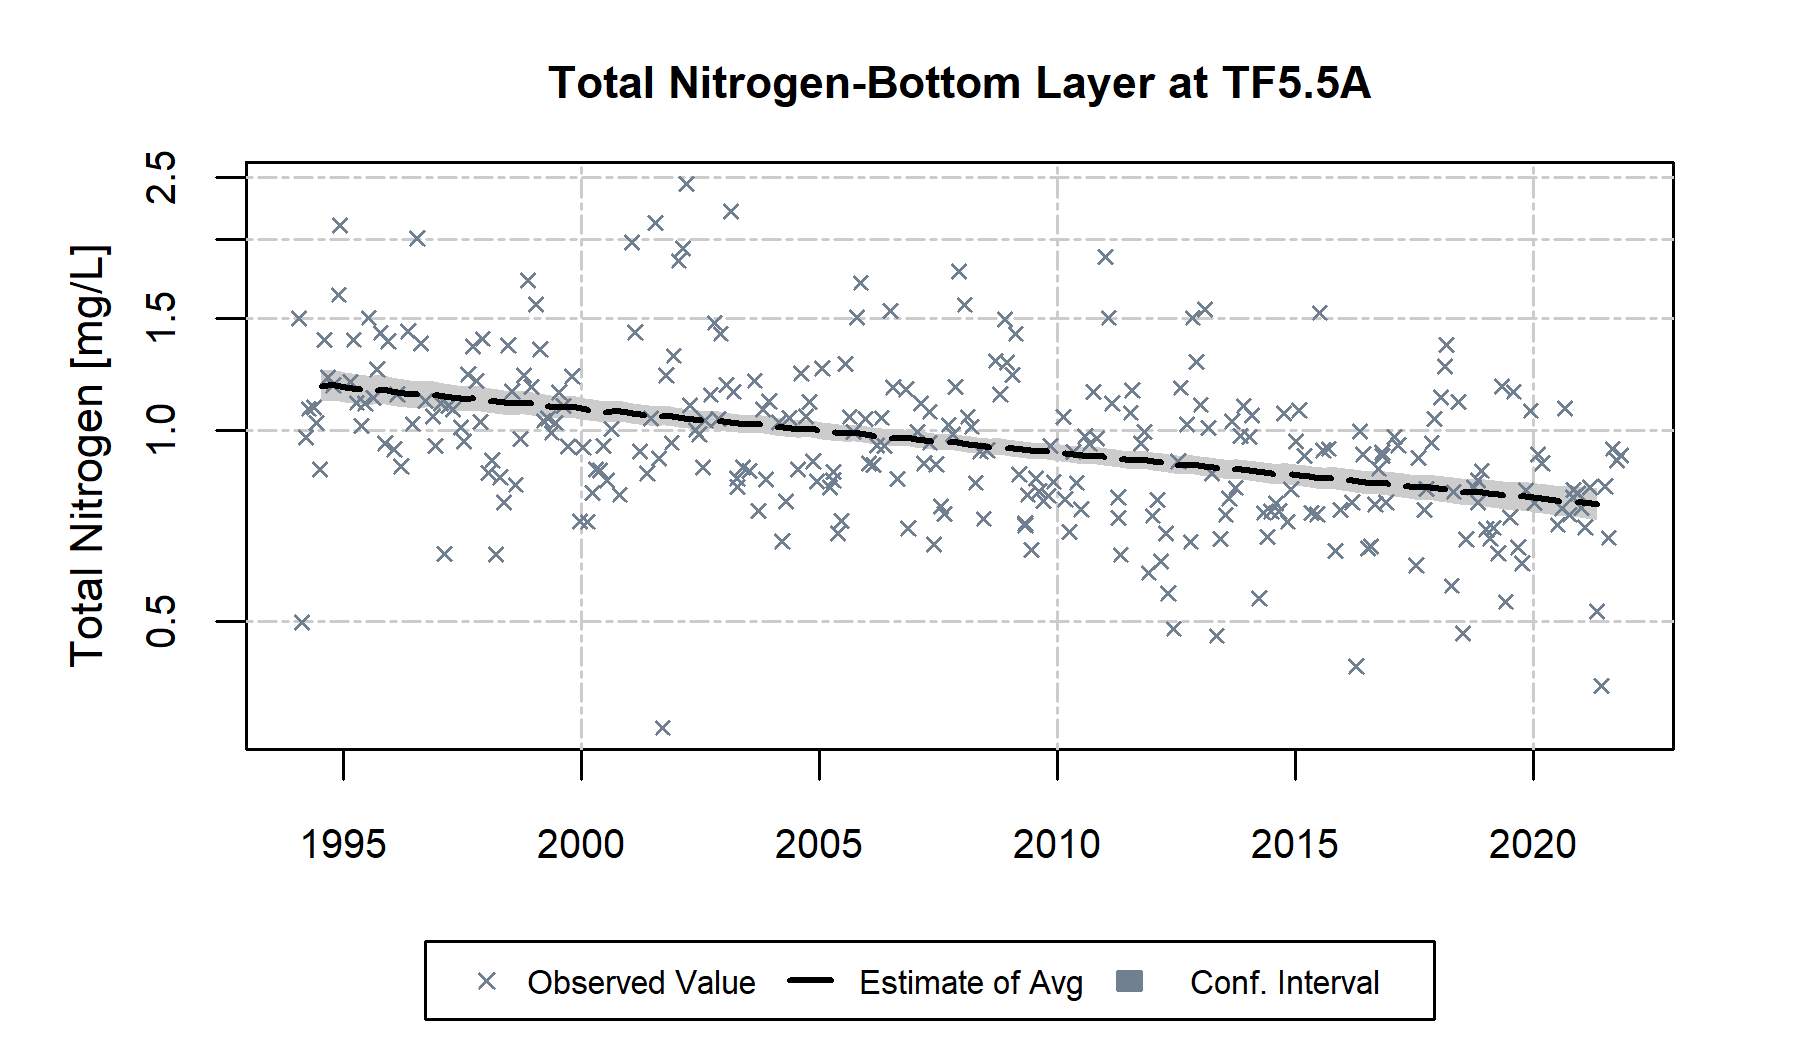 Total Nitrogen-Bottom Layer at TF5.5A
Total Nitrogen [mg/L]
2.5
1.5
1.0
0.5
1995 2000 2005 2010 2015 2020
Observed Value Estimate of Avg Conf. Interval